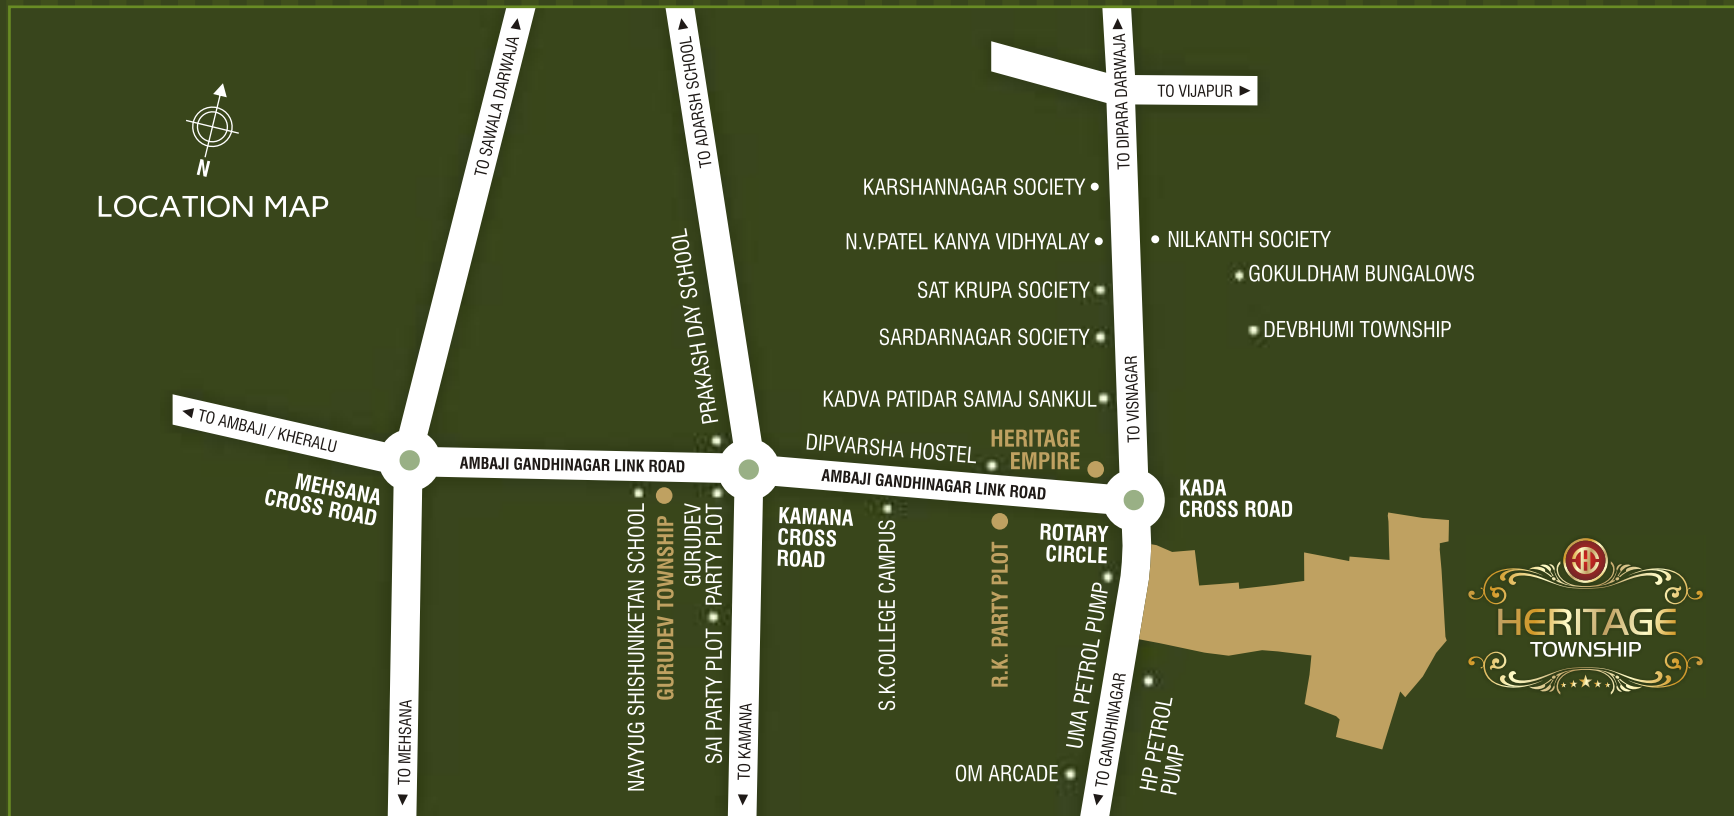 N
LOCATION MAP
TO SAWALA DARWAJA
TO ADARSH SCHOOL
TO DIPARA DARWAJA
TO VIJAPUR
KARSHANNAGAR SOCIETY
N.V.PATEL KANYA VIDHYALAY
NILKANTH SOCIETY
GOKULDHAM BUNGALOWS
SAT KRUPA SOCIETY
SARDARNAGAR SOCIETY
DEVBHUMI TOWNSHIP
KADVA PATIDAR SAMAJ SANKUL
TO VISNAGAR
PRAKASH DAY SCHOOL
TO AMBAJI / KHERALU
AMBAJI GANDHINAGAR LINK ROAD
DIPVARSHA HOSTEL
HERITAGE
EMPIRE
AMBAJI GANDHINAGAR LINK ROAD
MEHSANA
CROSS ROAD
KAMANA
CROSS
ROAD
KADA
CROSS ROAD
ROTARY
CIRCLE
NAVYUG SHISHUNIKETAN SCHOOL
GURUDEV TOWNSHIP
GURUDEV
PARTY PLOT
SAI PARTY PLOT
S.K.COLLEGE CAMPUS
R.K. PARTY PLOT
UMA PETROL PUMP
HP PETROL
PUMP
OM ARCADE
TO MEHSANA
TO KAMANA
TO GANDHINAGAR
HC
HERITAGE
TOWNSHIP